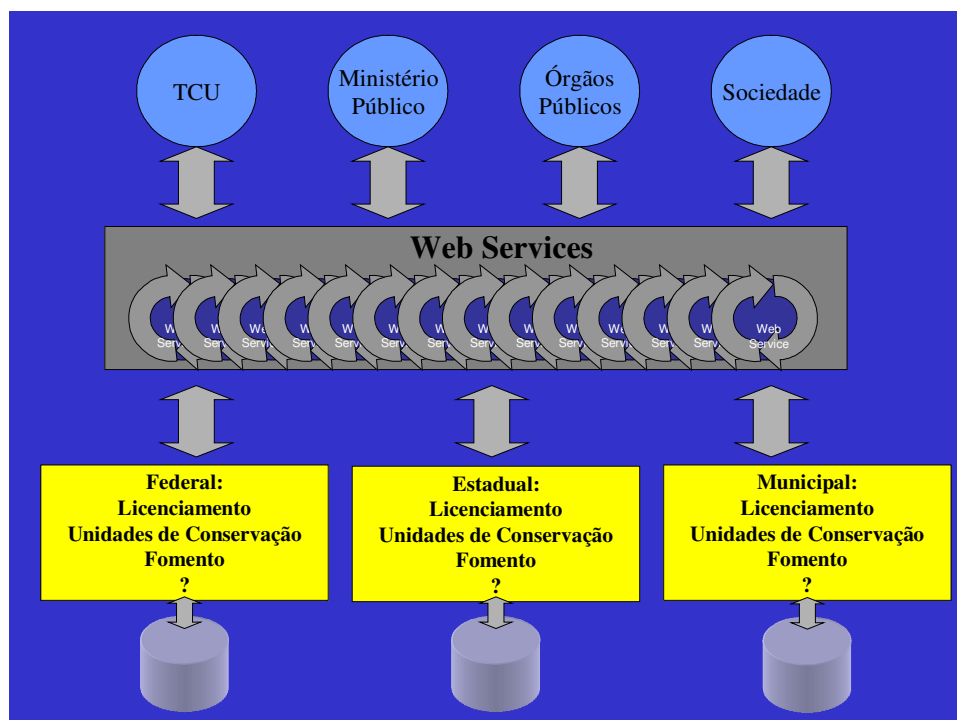 TCU
Ministério
Público
Órgãos
Públicos
Sociedade
Web Services
Web
Service
Federal:
Licenciamento
Unidades de Conservação
Fomento
?
Estadual:
Licenciamento
Unidades de Conservação
Fomento
?
Municipal:
Licenciamento
Unidades de Conservação
Fomento
?